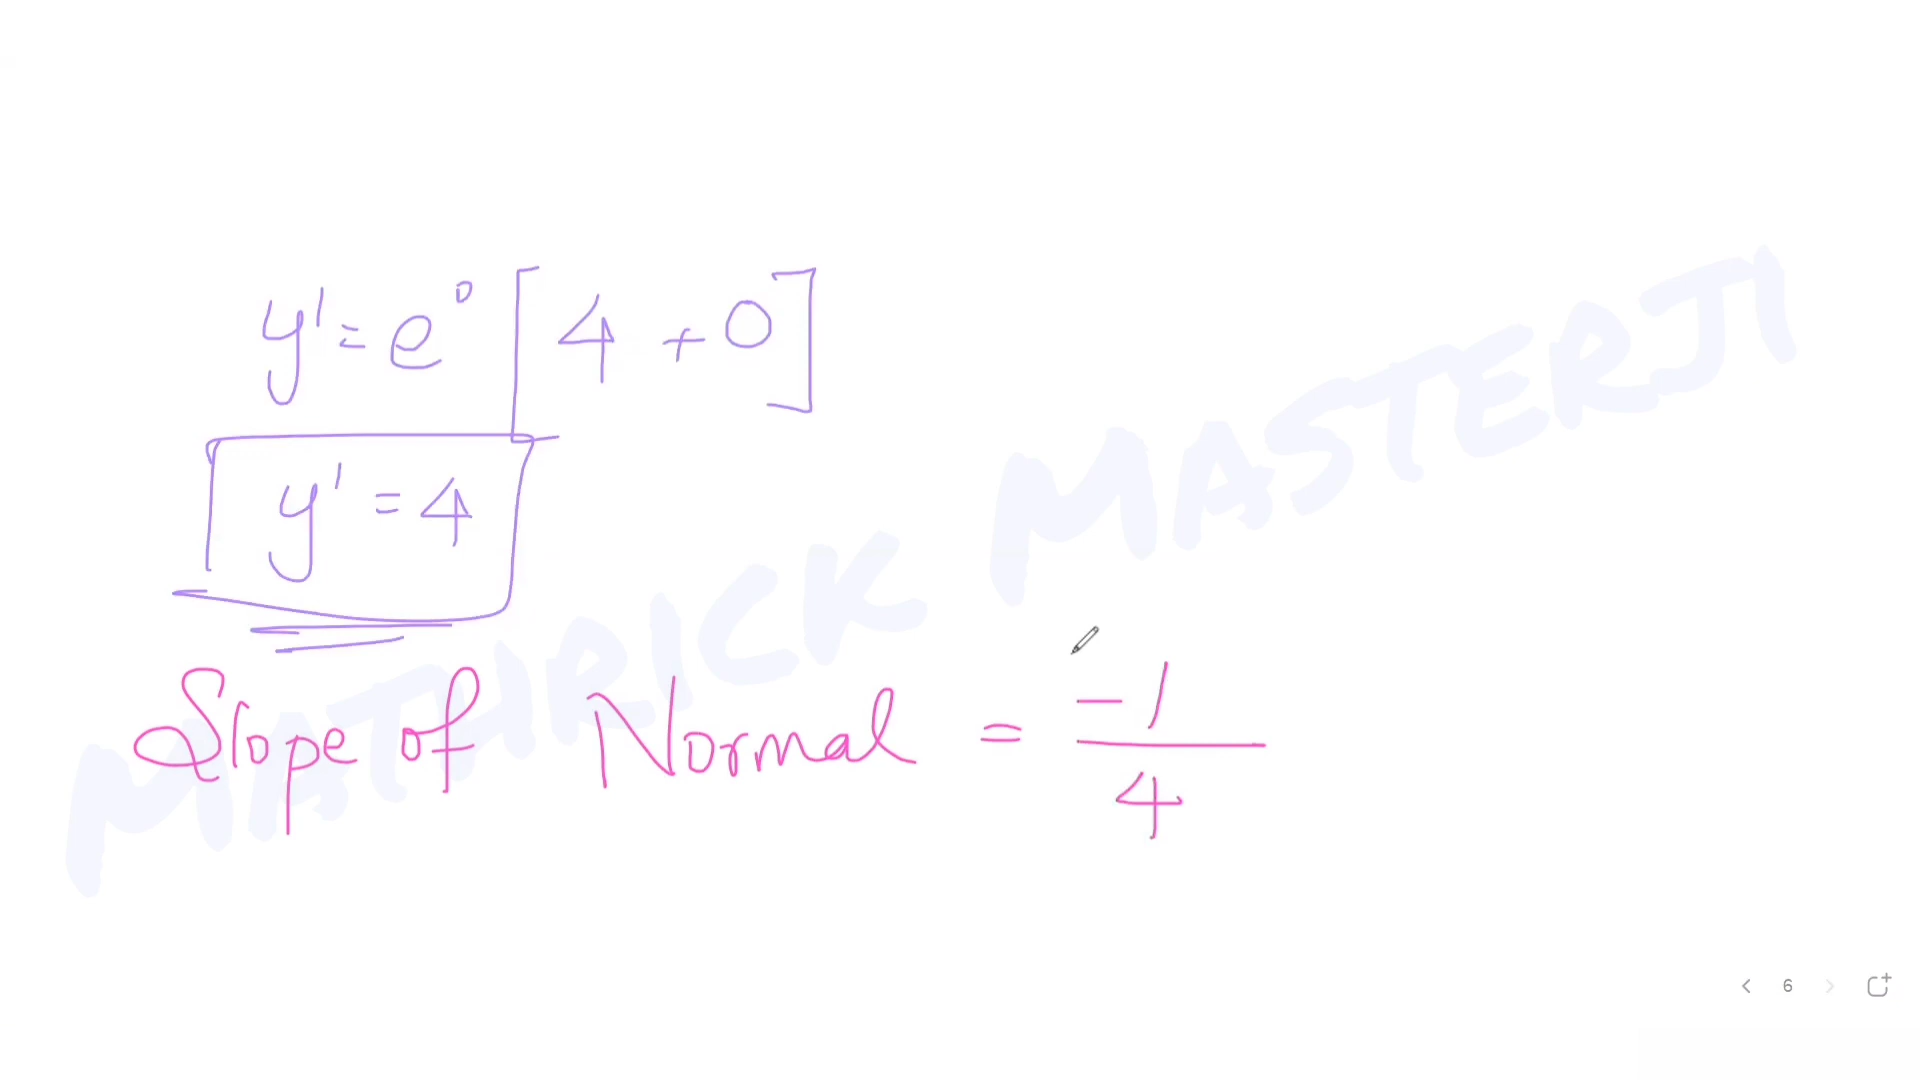 y' = e⁰ [4 + 0]
y' = 4
Slope of Normal = -1/4
MATHRICK MASTERJI
6